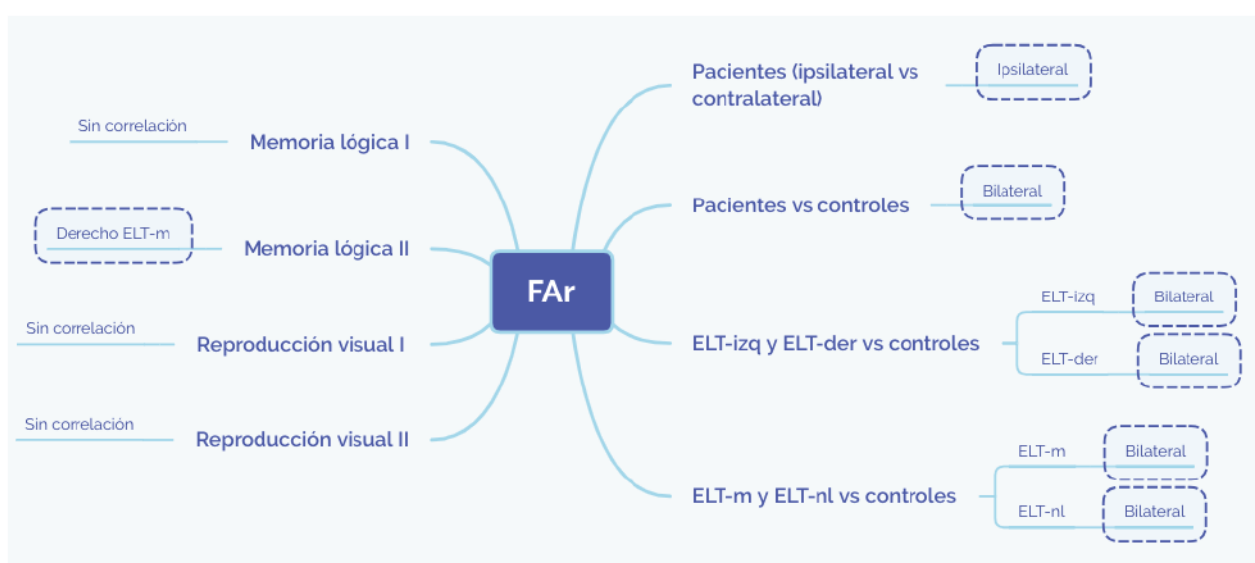 Sin correlación
Memoria lógica I
Derecho ELT-m
Memoria lógica II
Sin correlación
Reproducción visual I
Sin correlación
Reproducción visual II
FAr
Pacientes (ipsilateral vs
contralateral)
Ipsilateral
Pacientes vs controles
Bilateral
ELT-izq y ELT-der vs controles
ELT-izq
Bilateral
ELT-der
Bilateral
ELT-m y ELT-nl vs controles
ELT-m
Bilateral
ELT-nl
Bilateral